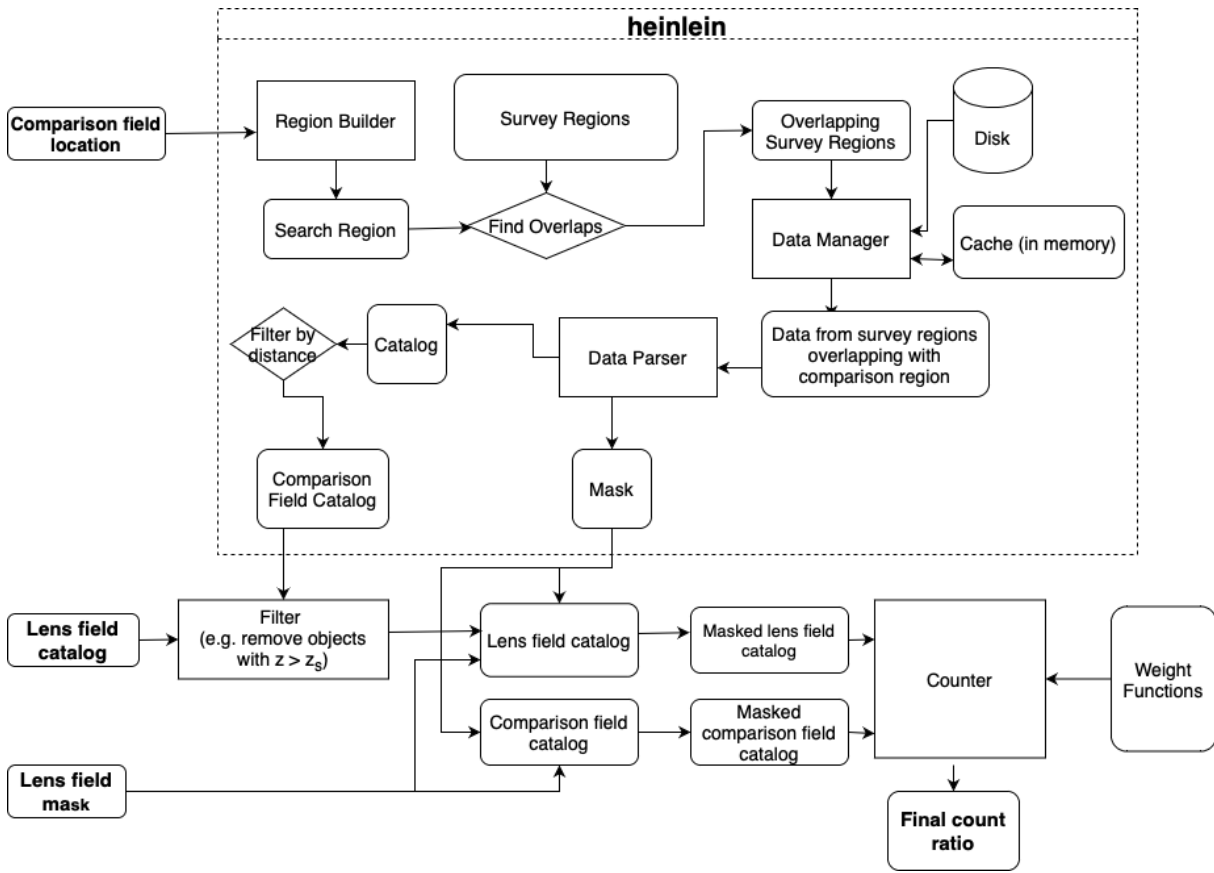 heinlein
Comparison field
location
Region Builder
Survey Regions
Overlapping
Survey Regions
Disk
Search Region
Find Overlaps
Data Manager
Cache (in memory)
Filter by
distance
Catalog
Data Parser
Data from survey regions
overlapping with
comparison region
Comparison
Field Catalog
Mask
Lens field
catalog
Filter
(e.g. remove objects
with z > zs)
Lens field catalog
Masked lens field
catalog
Counter
Weight
Functions
Comparison field
catalog
Masked
comparison field
catalog
Lens field
mask
Final count
ratio